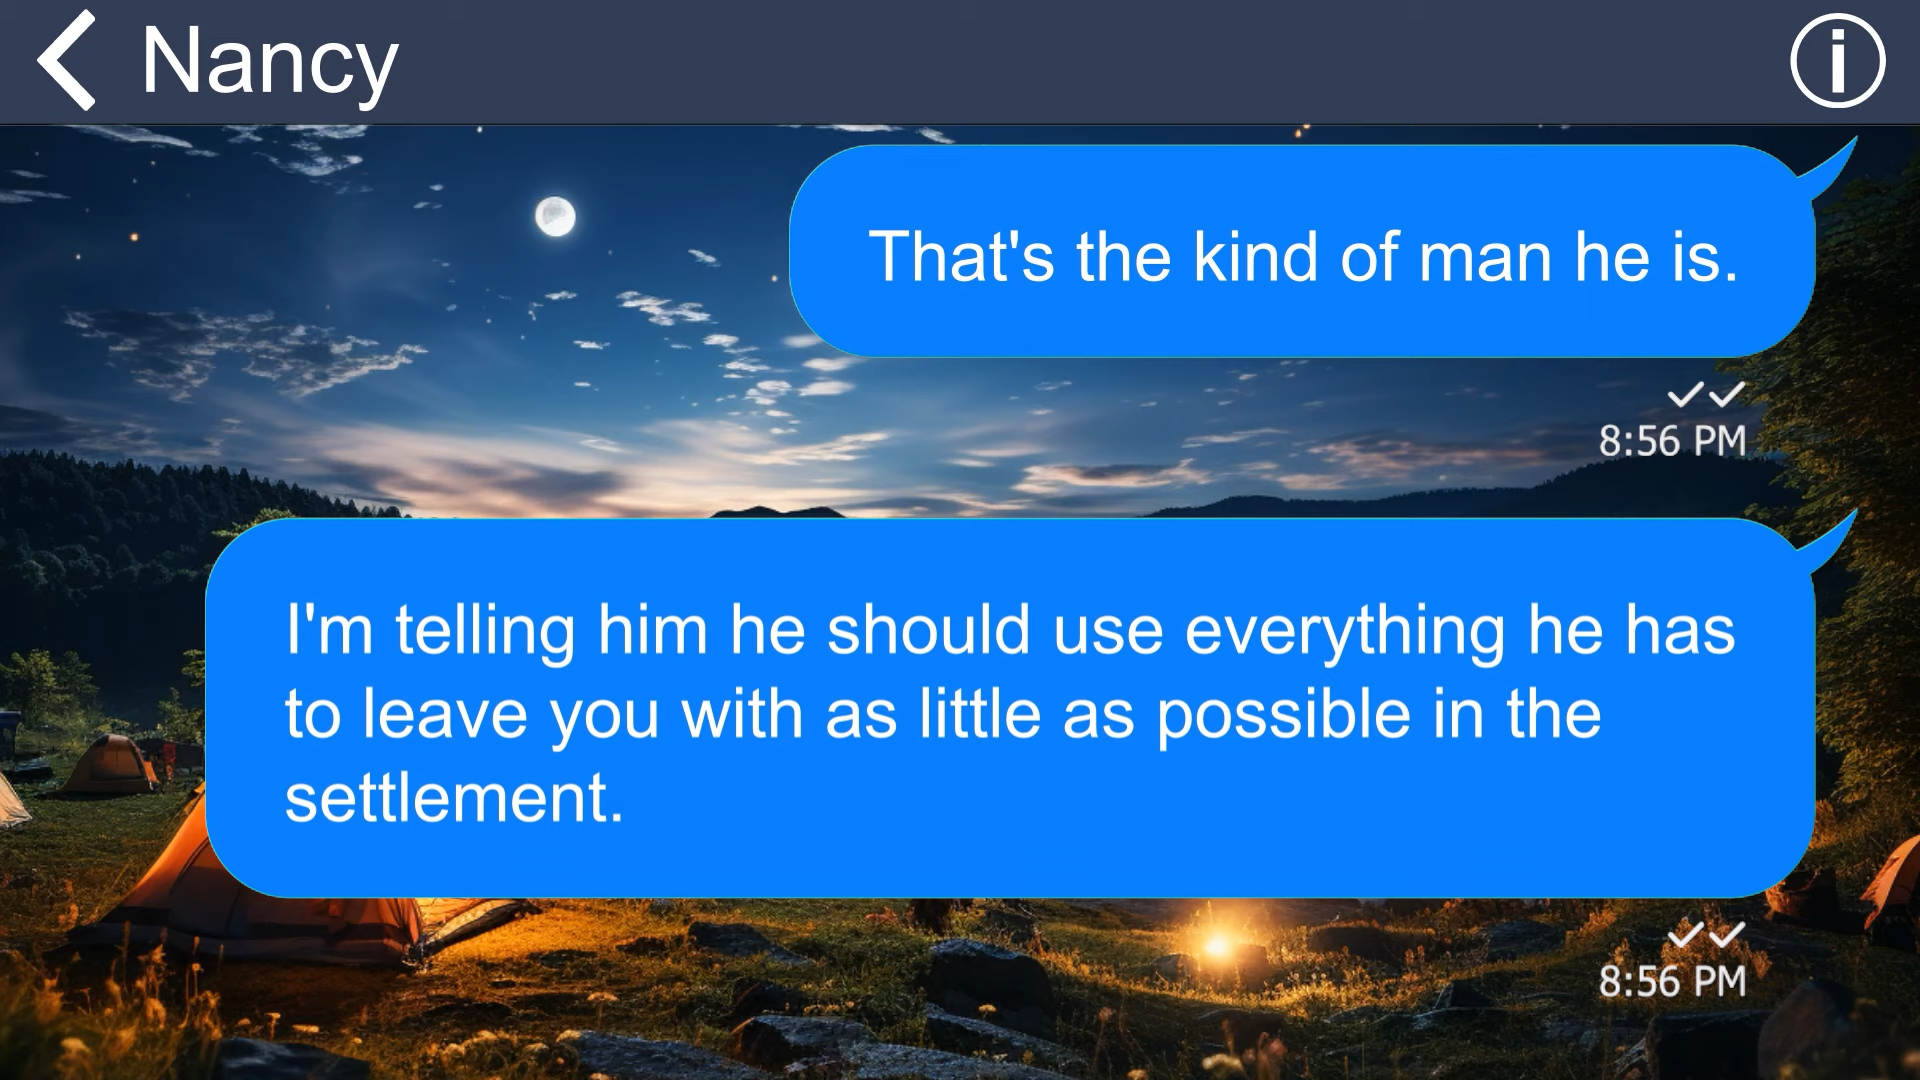 Nancy
That's the kind of man he is.
8:56 PM
I'm telling him he should use everything he has
to leave you with as little as possible in the
settlement.
8:56 PM